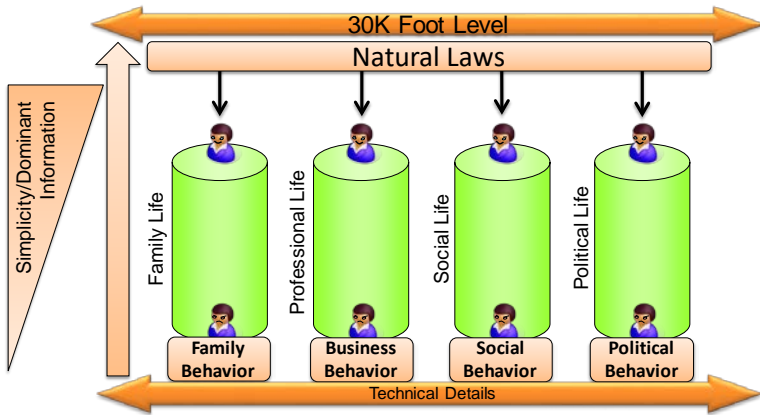 30K Foot Level
Natural Laws
Simplicity/Dominant
Information
Family Life
Professional Life
Social Life
Political Life
Family
Behavior
Business
Behavior
Social
Behavior
Political
Behavior
Technical Details